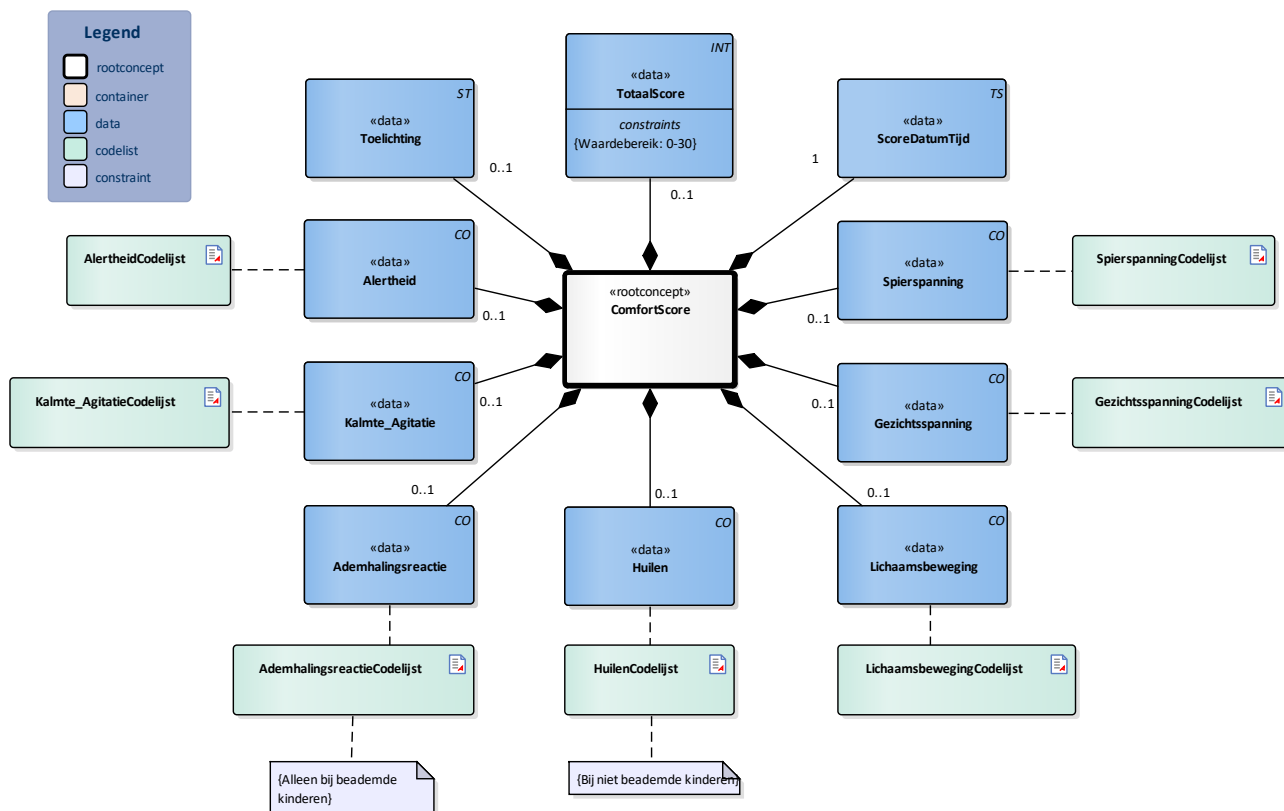 Legend
rootconcept
container
data
codelist
constraint
ST
«data»
Toelichting
0..1
INT
«data»
TotaalScore
constraints
{Waardebereik: 0-30}
0..1
TS
«data»
ScoreDatumTijd
1
AlertheidCodelijst
CO
«data»
Alertheid
0..1
«rootconcept»
ComfortScore
CO
«data»
Spierspanning
0..1
SpierspanningCodelijst
Kalmte_AgitatieCodelijst
CO
«data»
Kalmte_Agitatie
0..1
CO
«data»
Gezichtsspanning
0..1
GezichtsspanningCodelijst
0..1
CO
«data»
Ademhalingsreactie
0..1
CO
«data»
Huilen
0..1
CO
«data»
Lichaamsbeweging
AdemhalingsreactieCodelijst
HuilenCodelijst
LichaamsbewegingCodelijst
{Alleen bij beademde
kinderen}
{Bij niet beademde kinderen}